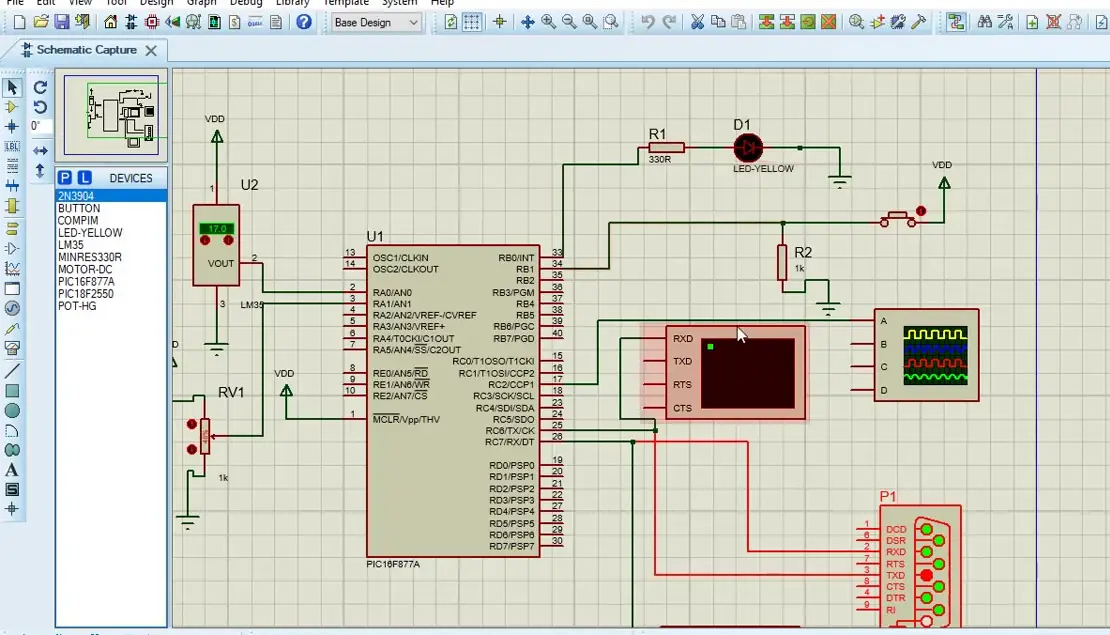 File Edit View Tool Design Graph Debug Library Template System Help
Base Design
Schematic Capture
0°
LBL
P L DEVICES
2N3904
BUTTON
COMPIM
LED-YELLOW
LM35
MINRES330R
MOTOR-DC
PIC16F877A
PIC18F2550
POT-HG
A
S
VDD
1
U2
17.0
VOUT
2
3
LM35
VDD
RV1
1k
U1
13 OSC1/CLKIN
14 OSC2/CLKOUT
2 RA0/AN0
3 RA1/AN1
4 RA2/AN2/VREF-/CVREF
5 RA3/AN3/VREF+
6 RA4/T0CKI/C1OUT
7 RA5/AN4/SS/C2OUT
8 RE0/AN5/RD
9 RE1/AN6/WR
10 RE2/AN7/CS
1 MCLR/Vpp/THV
RB0/INT 33
RB1 34
RB2 35
RB3/PGM 36
RB4 37
RB5 38
RB6/PGC 39
RB7/PGD 40
RC0/T1OSO/T1CKI 15
RC1/T1OSI/CCP2 16
RC2/CCP1 17
RC3/SCK/SCL 18
RC4/SDI/SDA 23
RC5/SDO 24
RC6/TX/CK 25
RC7/RX/DT 26
RD0/PSP0 19
RD1/PSP1 20
RD2/PSP2 21
RD3/PSP3 22
RD4/PSP4 27
RD5/PSP5 28
RD6/PSP6 29
RD7/PSP7 30
PIC16F877A
R1
330R
D1
LED-YELLOW
VDD
R2
1k
RXD
TXD
RTS
CTS
A
B
C
D
P1
1 DCD
6 DSR
2 RXD
7 RTS
3 TXD
8 CTS
4 DTR
9 RI